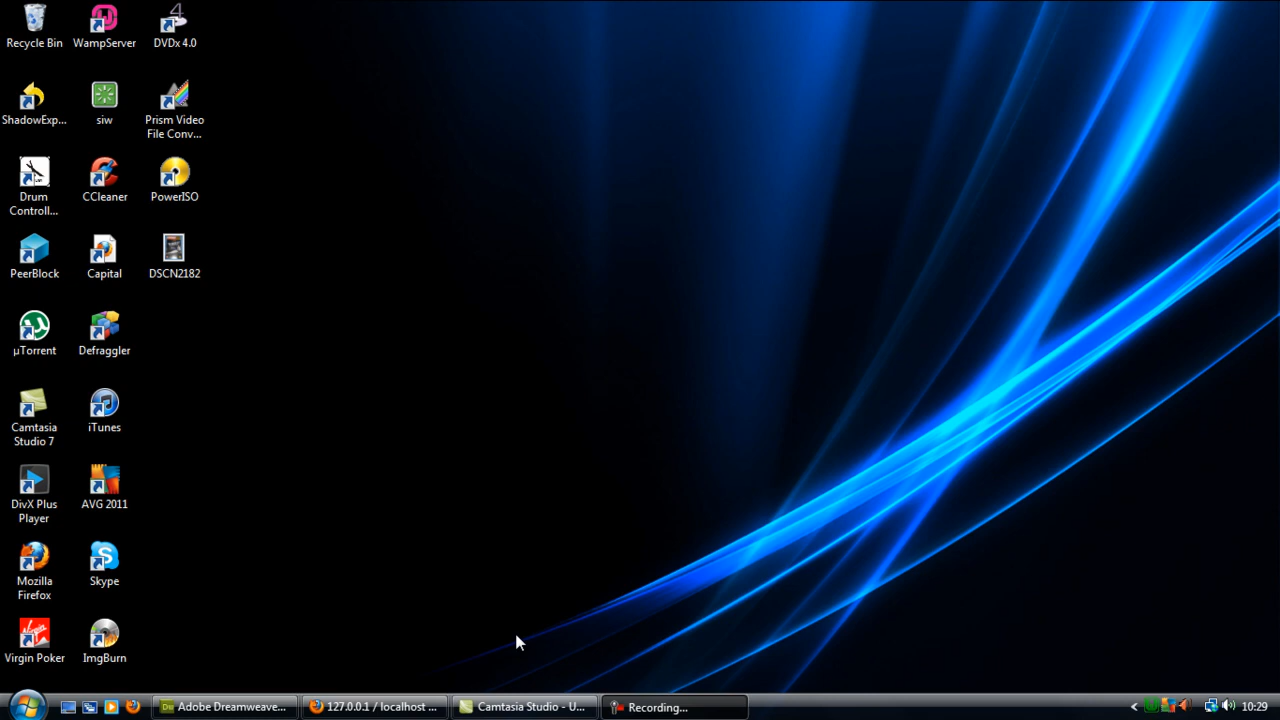 Recycle Bin
WampServer
DVDx 4.0
ShadowExp...
siw
Prism Video
File Conv...
Drum
Controll...
CCleaner
PowerISO
PeerBlock
Capital
DSCN2182
µTorrent
Defraggler
Camtasia
Studio 7
iTunes
DivX Plus
Player
AVG 2011
Mozilla
Firefox
Skype
Virgin Poker
ImgBurn
Adobe Dreamweave...
127.0.0.1 / localhost ...
Camtasia Studio - U...
Recording...
10:29